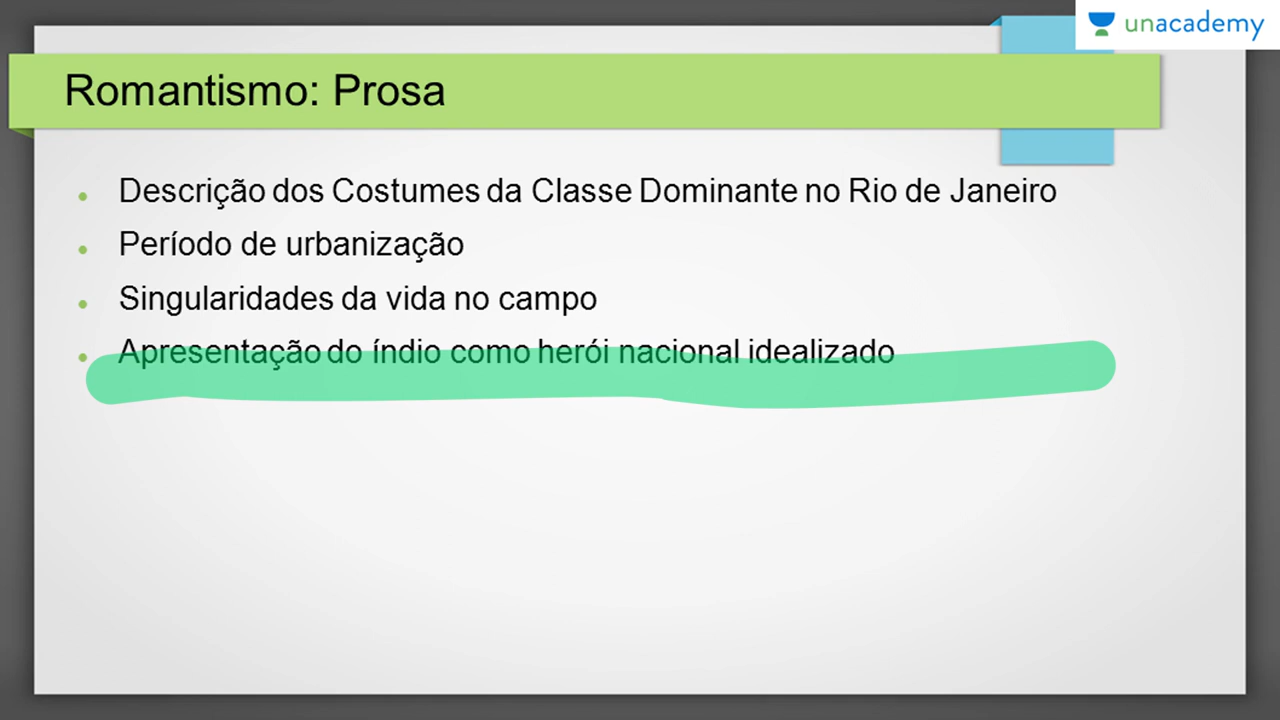 unacademy
Romantismo: Prosa
Descrição dos Costumes da Classe Dominante no Rio de Janeiro
Período de urbanização
Singularidades da vida no campo
Apresentação do índio como herói nacional idealizado